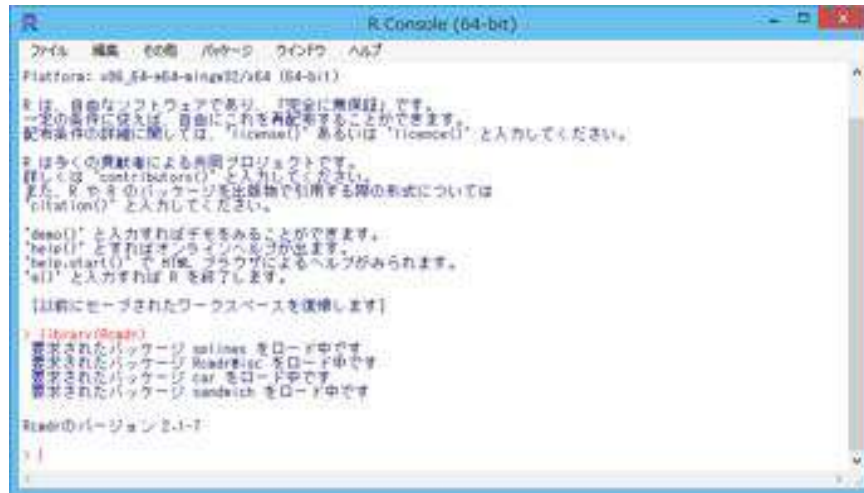 R Console (64-bit)
ファイル 編集 その他 パッケージ ウインドウ ヘルプ
Platform: x86_64-w64-mingw32/x64 (64-bit)
R は、自由なソフトウェアであり、「完全に無保証」です。
一定の条件に従えば、自由にこれを再配布することができます。
配布条件の詳細に関しては、'license()' あるいは 'licence()' と入力してください。
R は多くの貢献者による共同プロジェクトです。
詳しくは 'contributors()' と入力してください。
また、R や R のパッケージを出版物で引用する際の形式については
'citation()' と入力してください。
'demo()' と入力すればデモをみることができます。
'help()' とすればオンラインヘルプが出ます。
'help.start()' で HTML ブラウザによるヘルプがみられます。
'q()' と入力すれば R を終了します。
[以前にセーブされたワークスペースを復帰します]
> library(Rcmdr)
要求されたパッケージ splines をロード中です
要求されたパッケージ RcmdrMisc をロード中です
要求されたパッケージ car をロード中です
要求されたパッケージ sandwich をロード中です
Rcmdrのバージョン 2.1-7
>